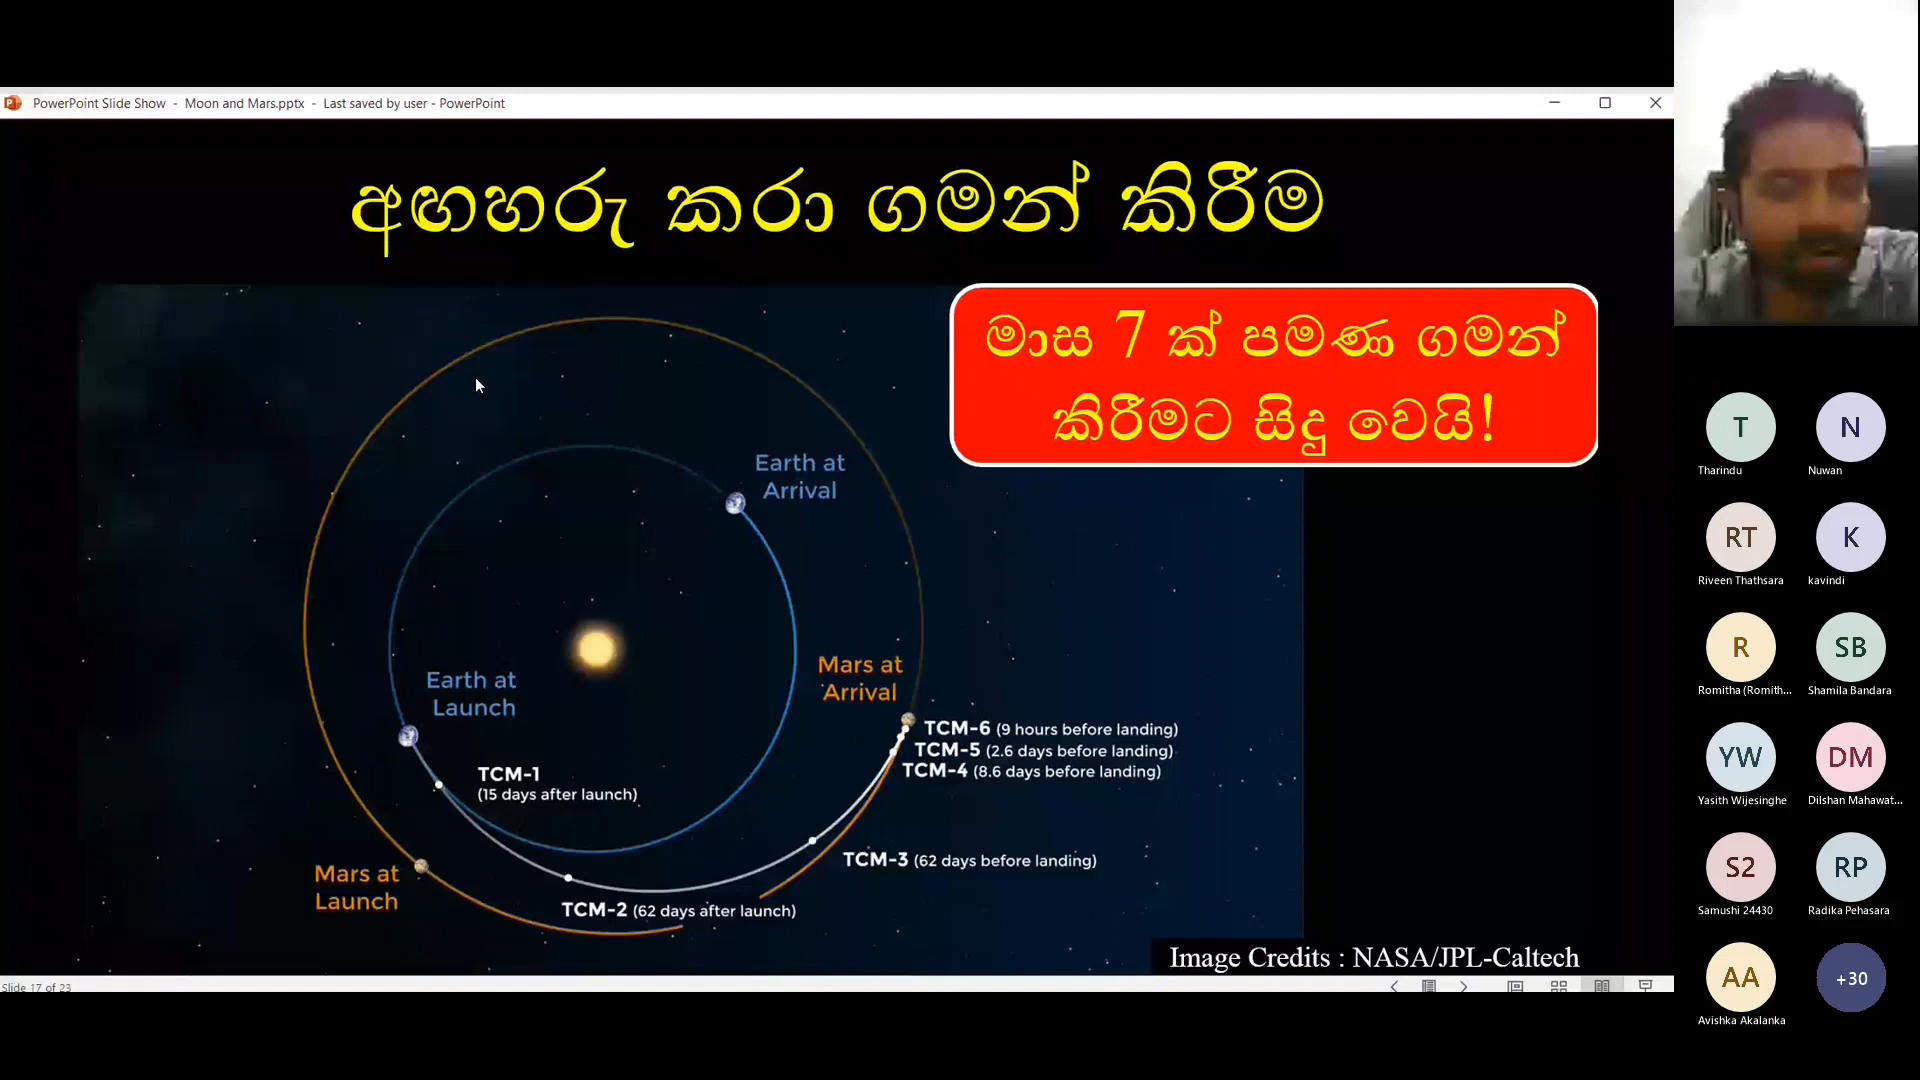 PowerPoint Slide Show - Moon and Mars.pptx - Last saved by user - PowerPoint
අඟහරු කරා ගමන් කිරීම
මාස 7 ක් පමණ ගමන්
කිරීමට සිදු වෙයි!
Earth at
Arrival
Mars at
Arrival
Earth at
Launch
TCM-6 (9 hours before landing)
TCM-5 (2.6 days before landing)
TCM-4 (8.6 days before landing)
TCM-1
(15 days after launch)
TCM-3 (62 days before landing)
Mars at
Launch
TCM-2 (62 days after launch)
Image Credits : NASA/JPL-Caltech
Slide 17 of 23
T
Tharindu
N
Nuwan
RT
Riveen Thathsara
K
kavindi
R
Romitha (Romith...
SB
Shamila Bandara
YW
Yasith Wijesinghe
DM
Dilshan Mahawat...
S2
Samushi 24430
RP
Radika Pehasara
AA
Avishka Akalanka
+30